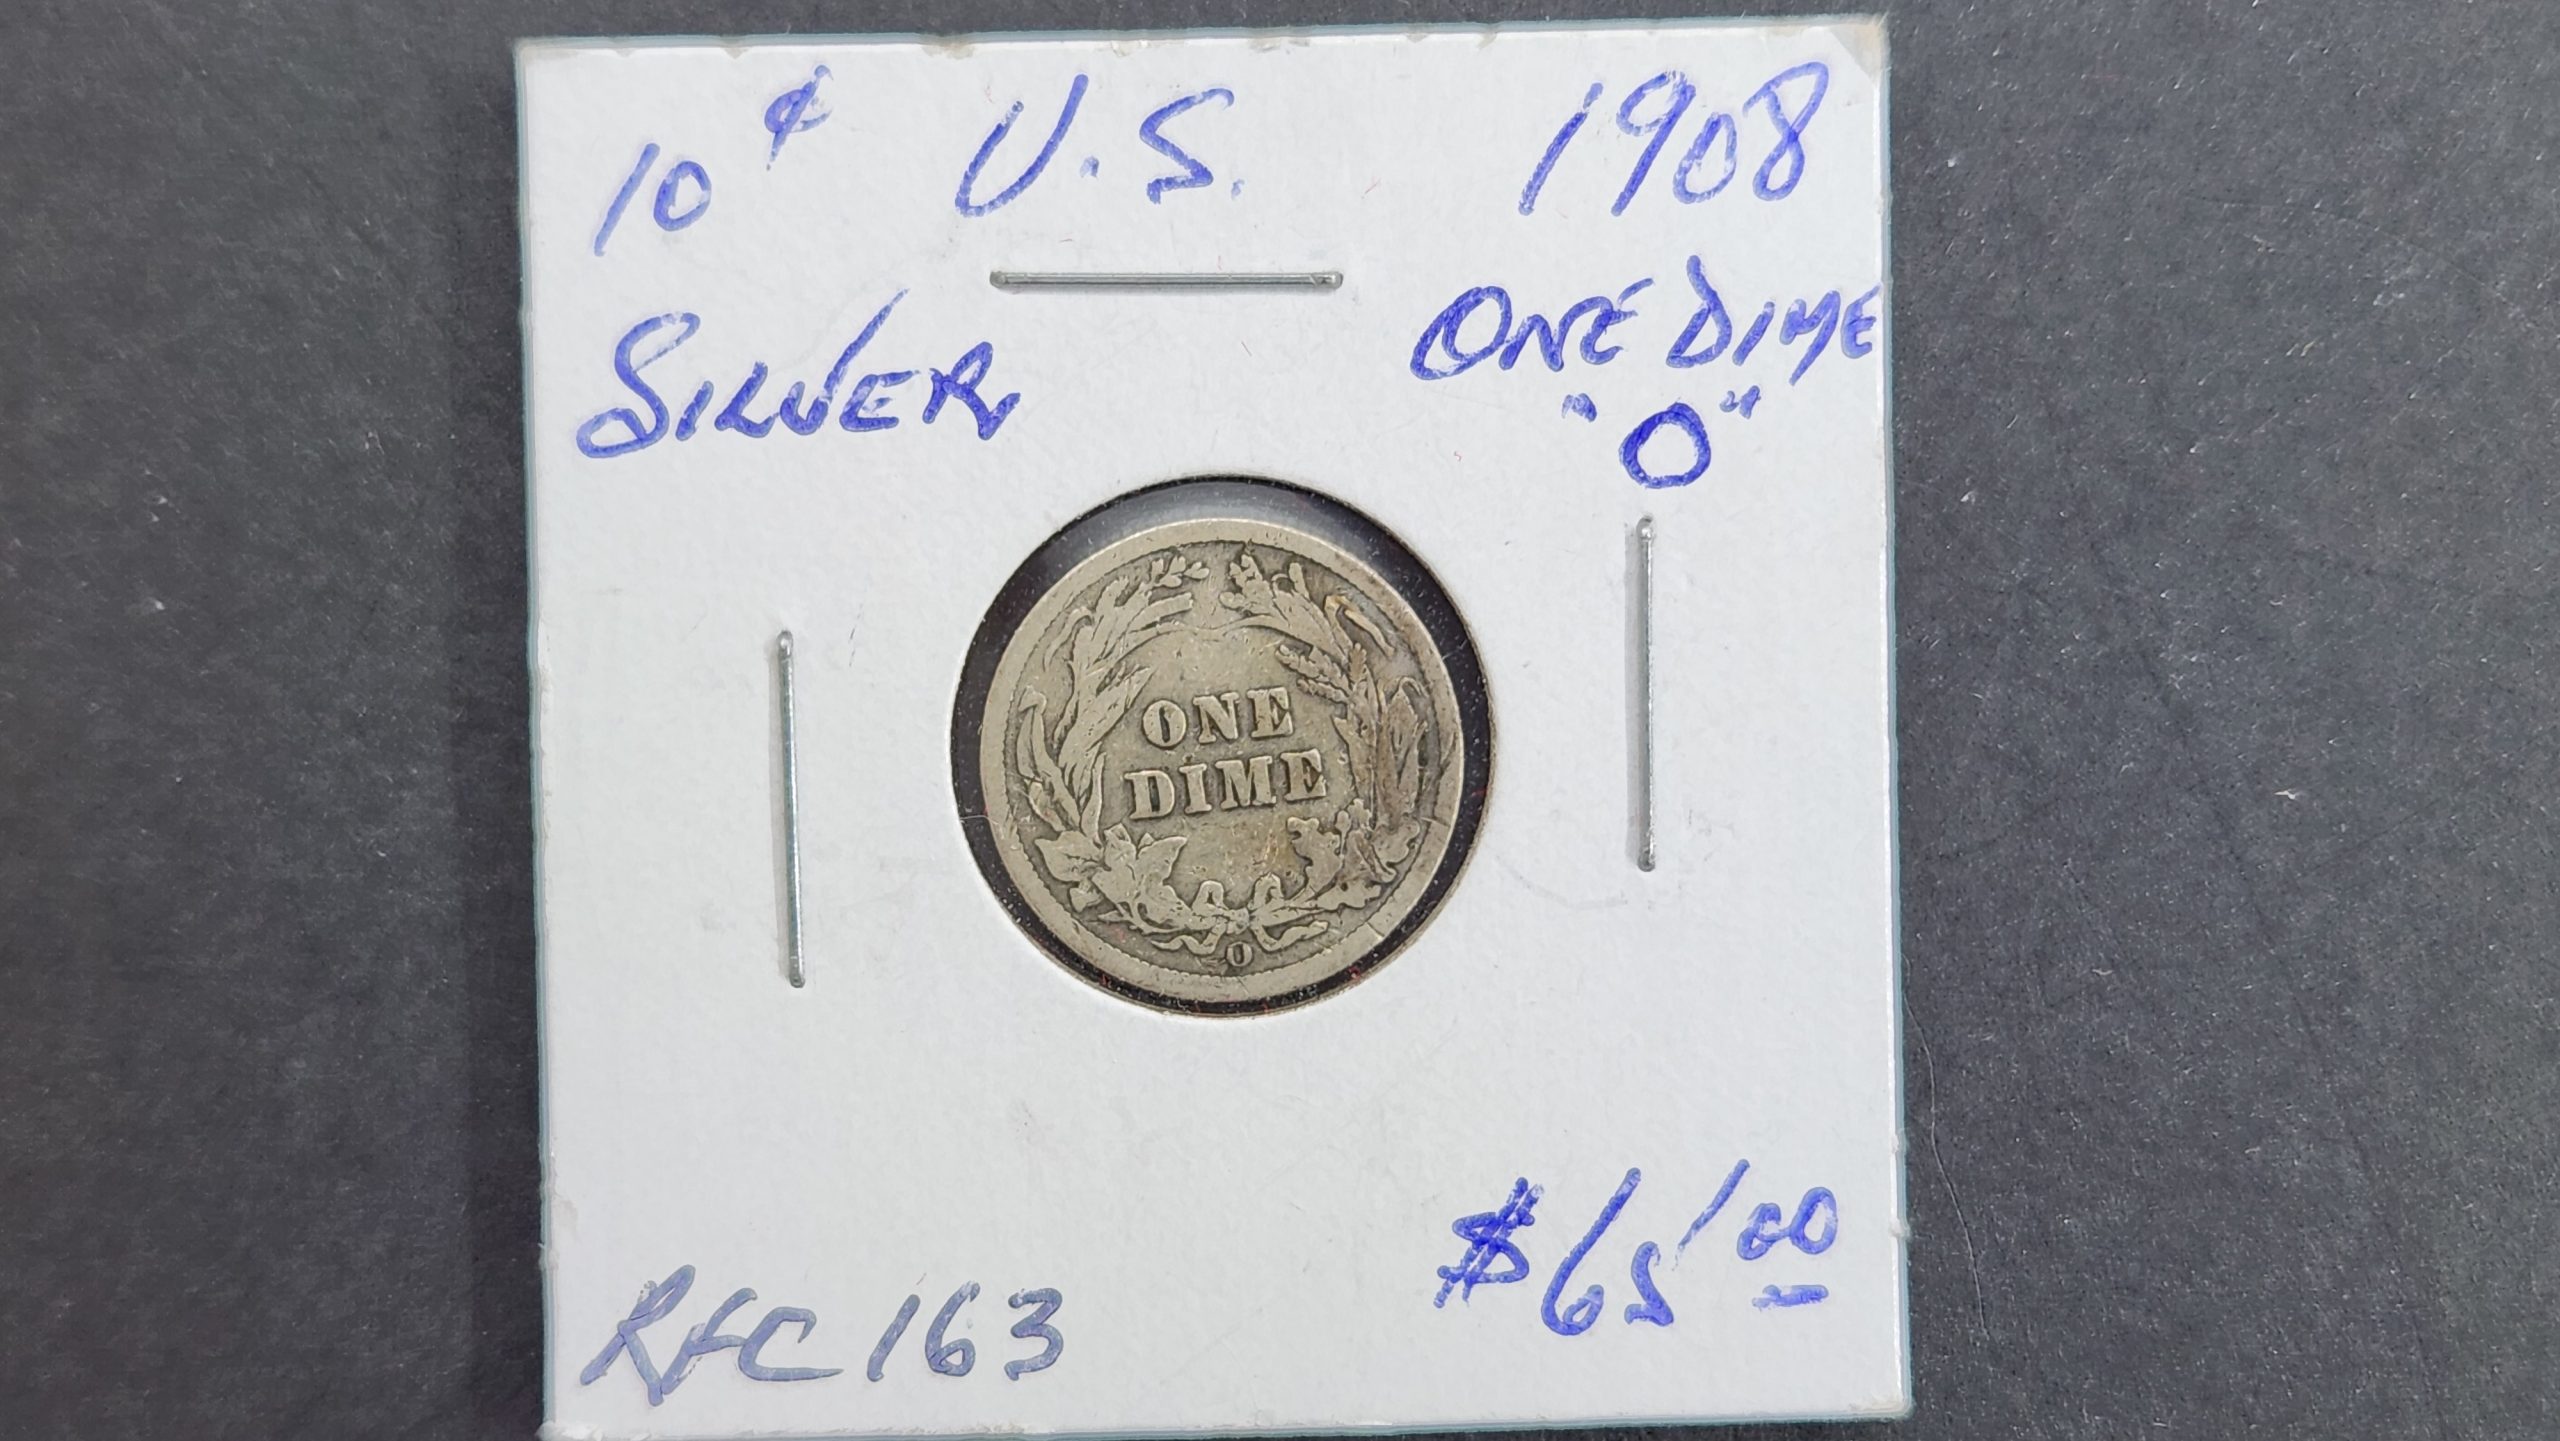 10¢ U.S. 1908
SILVER ONE DIME
"O"
ONE
DIME
O
$65.00
RFC 163